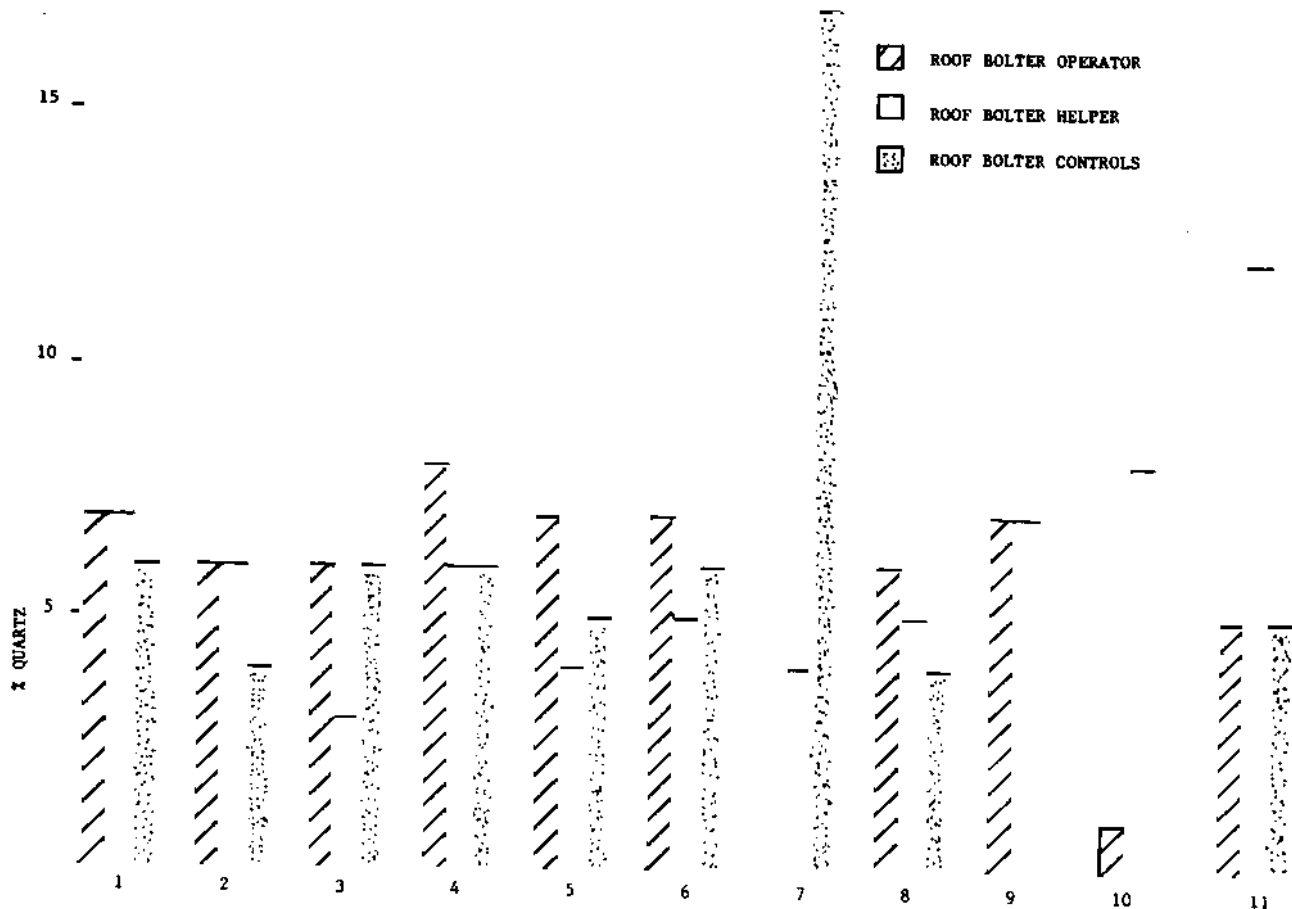 ROOF BOLTER OPERATOR
15
ROOF BOLTER HELPER
ROOF BOLTER CONTROLS
10
5
% QUARTZ
1 2 3 4 5 6 7 8 9 10 11